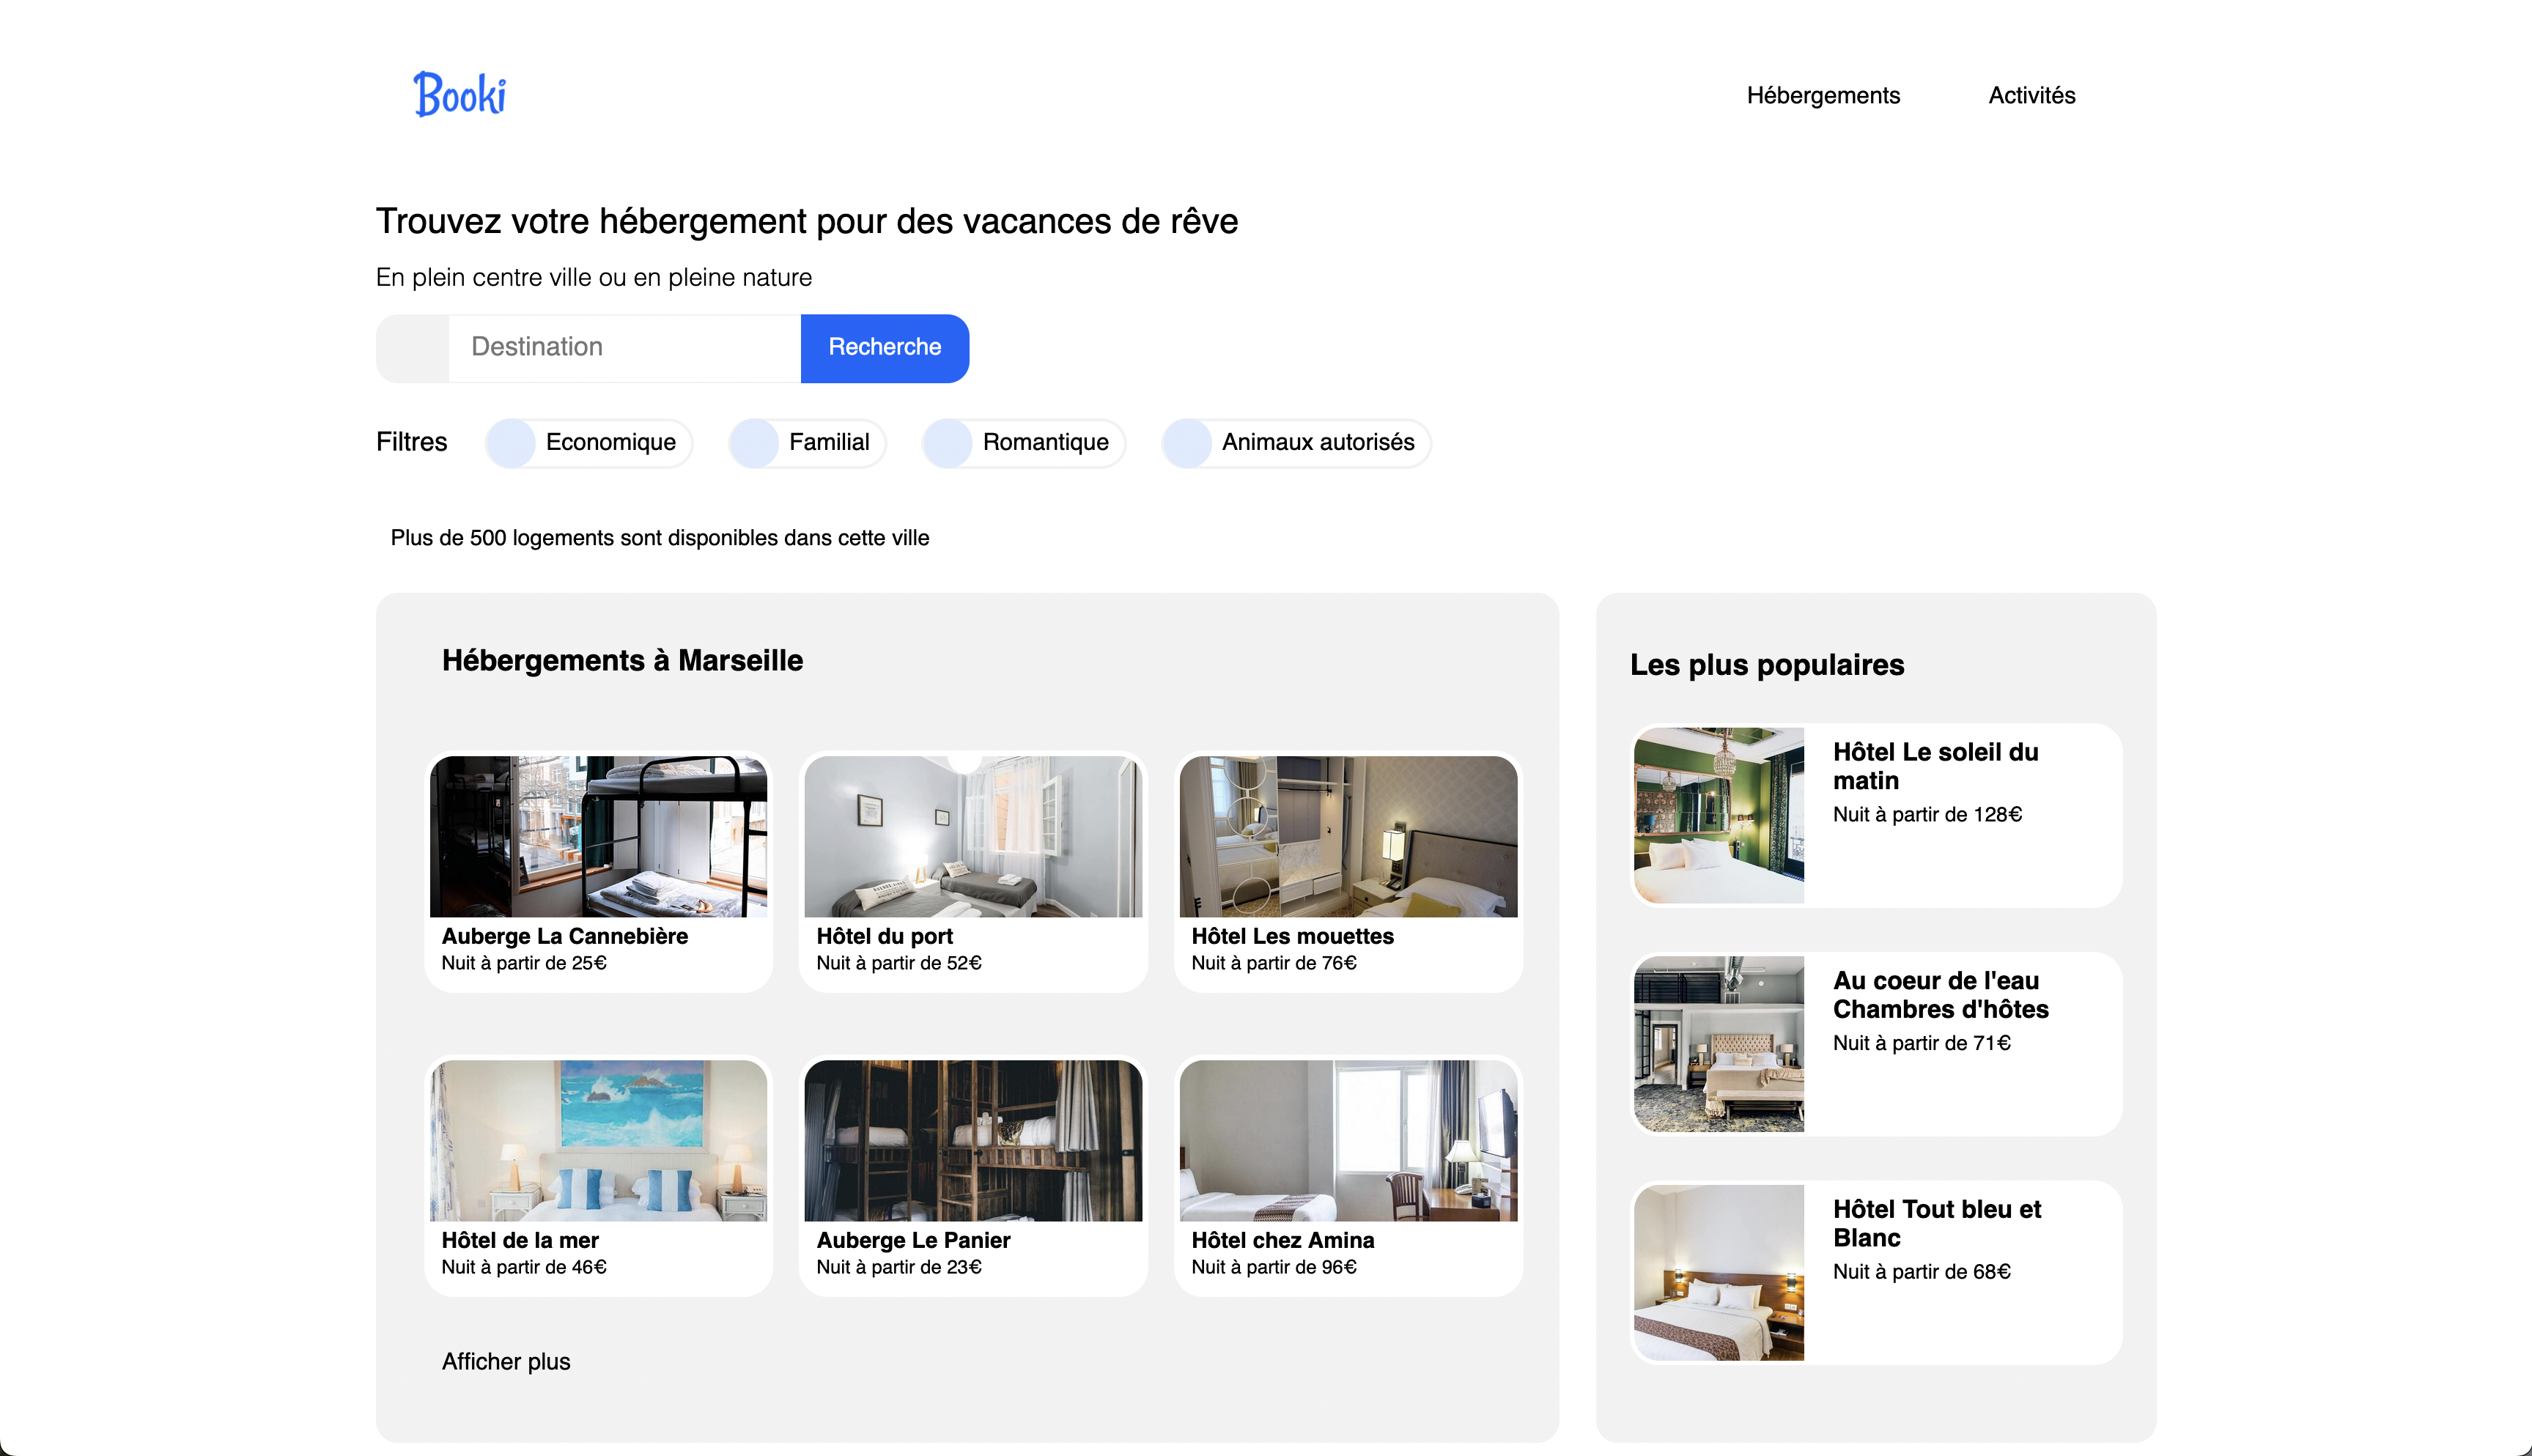 Booki
Hébergements
Activités
Trouvez votre hébergement pour des vacances de rêve
En plein centre ville ou en pleine nature
Destination
Recherche
Filtres
Economique
Familial
Romantique
Animaux autorisés
Plus de 500 logements sont disponibles dans cette ville
Hébergements à Marseille
Auberge La Cannebière
Nuit à partir de 25€
Hôtel du port
Nuit à partir de 52€
Hôtel Les mouettes
Nuit à partir de 76€
Hôtel de la mer
Nuit à partir de 46€
Auberge Le Panier
Nuit à partir de 23€
Hôtel chez Amina
Nuit à partir de 96€
Afficher plus
Les plus populaires
Hôtel Le soleil du
matin
Nuit à partir de 128€
Au coeur de l'eau
Chambres d'hôtes
Nuit à partir de 71€
Hôtel Tout bleu et
Blanc
Nuit à partir de 68€